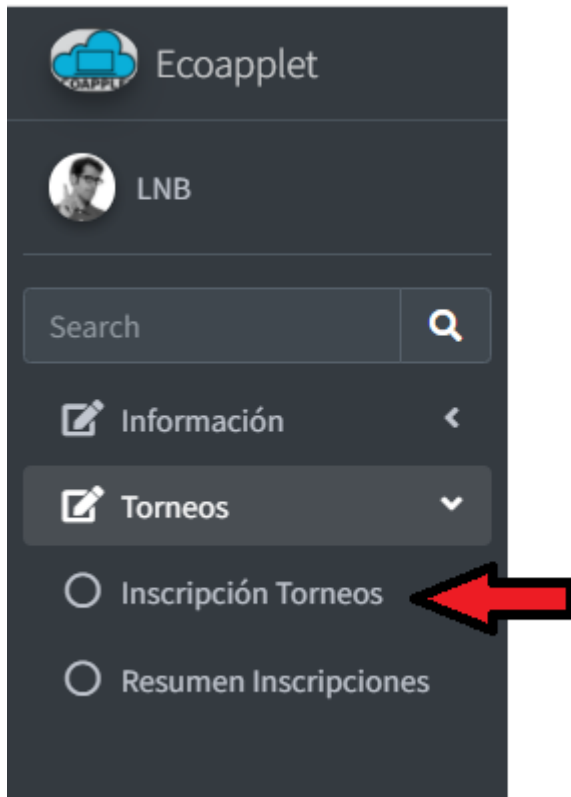 Ecoapplet
LNB
Search
Información
Torneos
Inscripción Torneos
Resumen Inscripciones